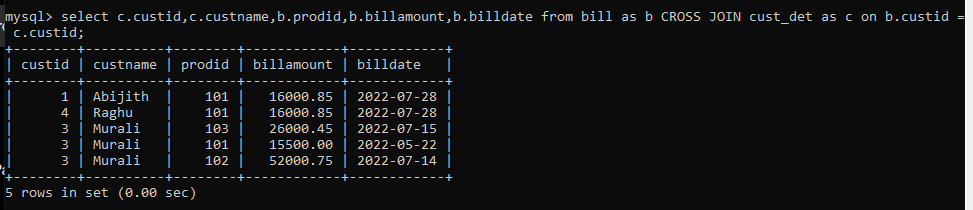 mysql> select c.custid,c.custname,b.prodid,b.billamount,b.billdate from bill as b CROSS JOIN cust_det as c on b.custid =
 c.custid;
+--------+----------+--------+------------+------------+
| custid | custname | prodid | billamount | billdate   |
+--------+----------+--------+------------+------------+
|      1 | Abijith  |    101 |   16000.85 | 2022-07-28 |
|      4 | Raghu    |    101 |   16000.85 | 2022-07-28 |
|      3 | Murali   |    103 |   26000.45 | 2022-07-15 |
|      3 | Murali   |    101 |   15500.00 | 2022-05-22 |
|      3 | Murali   |    102 |   52000.75 | 2022-07-14 |
+--------+----------+--------+------------+------------+
5 rows in set (0.00 sec)